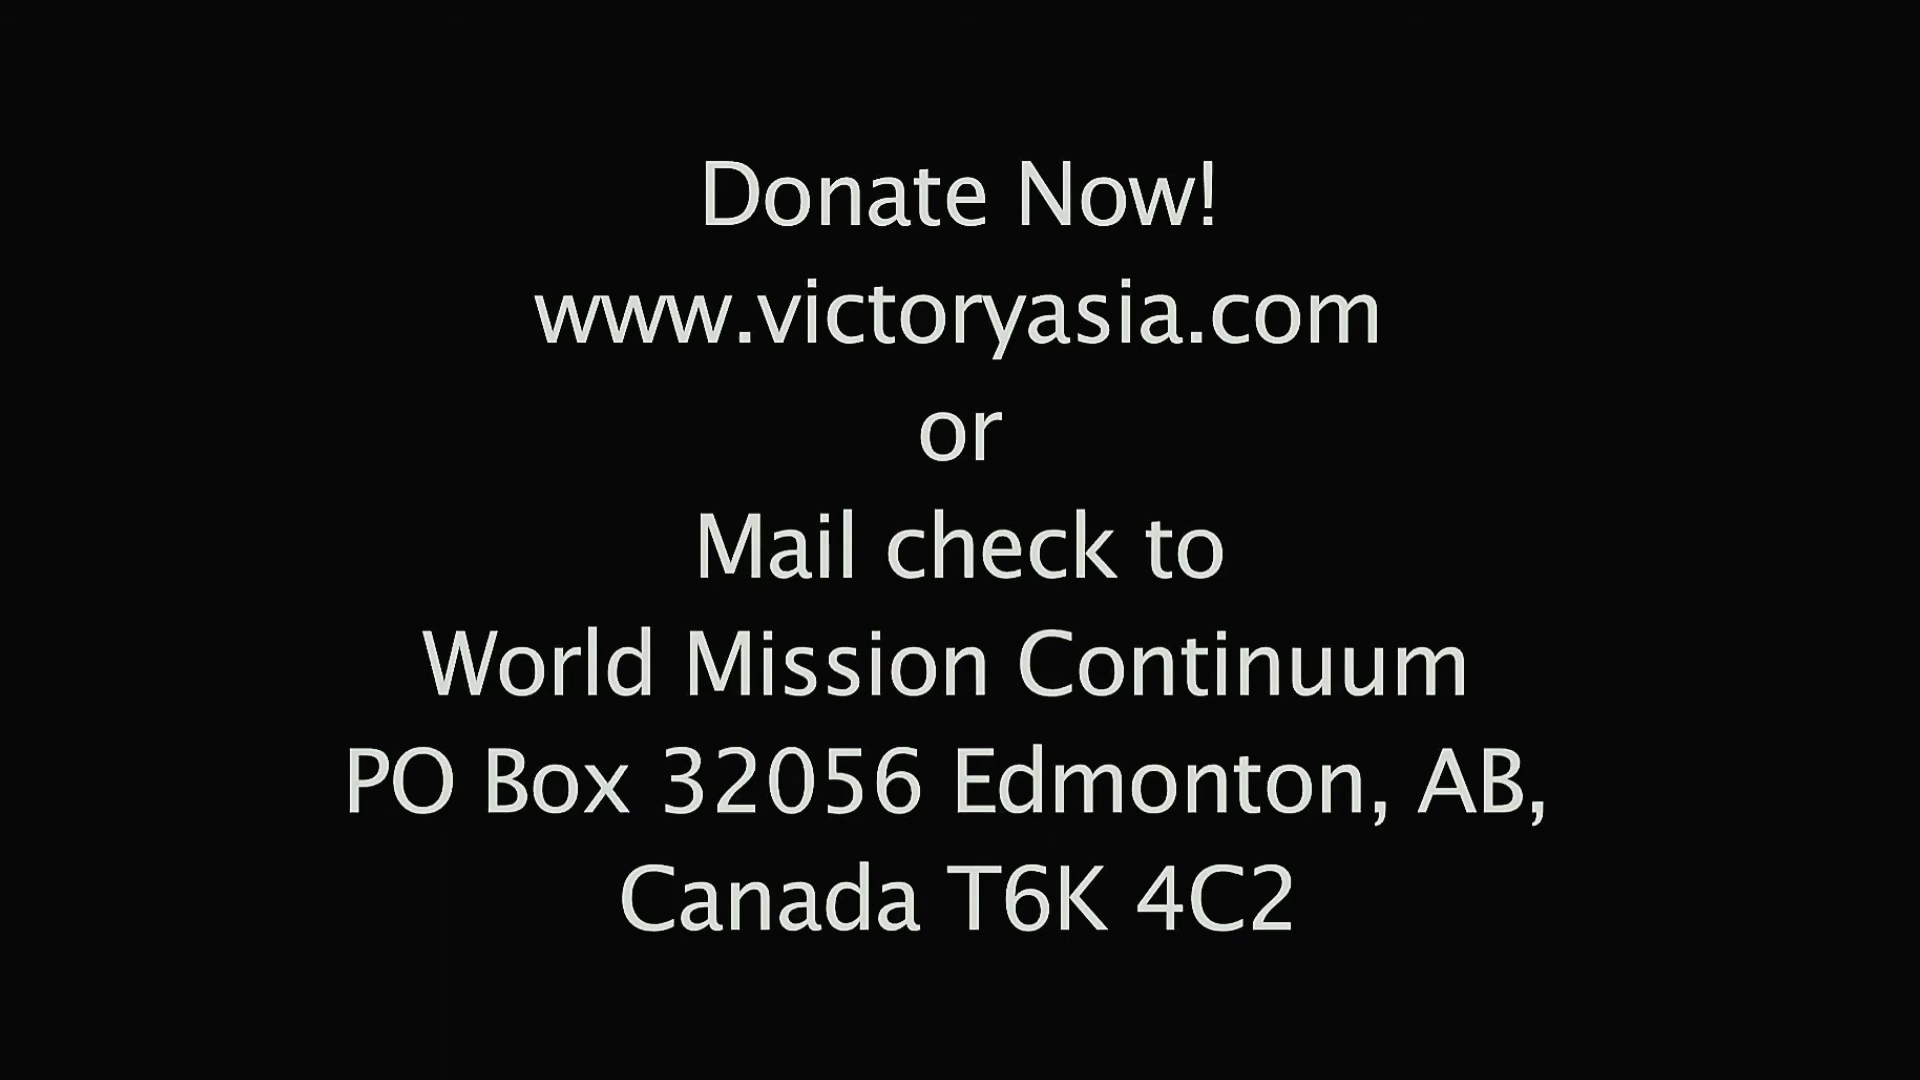 Donate Now!
www.victoryasia.com
or
Mail check to
World Mission Continuum
PO Box 32056 Edmonton, AB,
Canada T6K 4C2